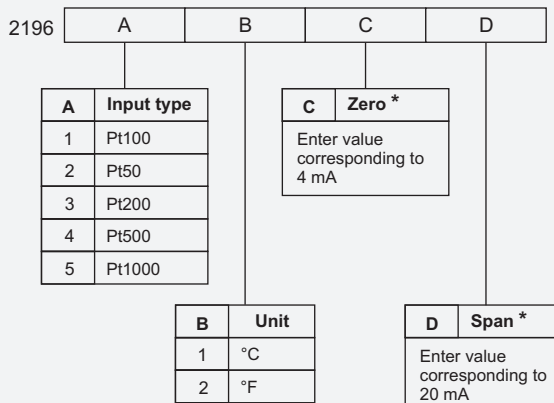 2196 A B C D
A Input type
1 Pt100
2 Pt50
3 Pt200
4 Pt500
5 Pt1000
C Zero *
Enter value
corresponding to
4 mA
B Unit
1 °C
2 °F
D Span *
Enter value
corresponding to
20 mA